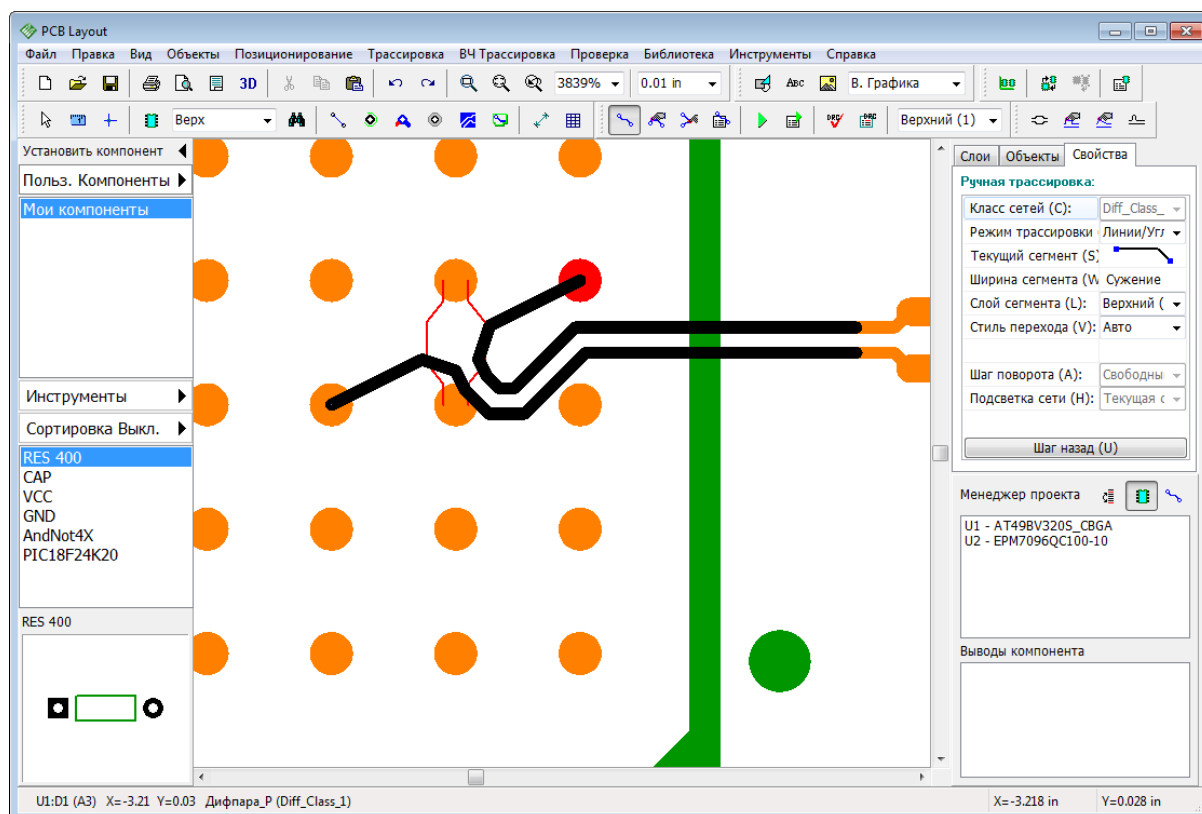 PCB Layout
Файл Правка Вид Объекты Позиционирование Трассировка ВЧ Трассировка Проверка Библиотека Инструменты Справка
3D 3839% 0.01 in ABC В. Графика
Верх DRC DRC Верхний (1)
Установить компонент
Польз. Компоненты
Мои компоненты
Инструменты
Сортировка Выкл.
RES 400
CAP
VCC
GND
AndNot4X
PIC18F24K20
RES 400
Слои Объекты Свойства
Ручная трассировка:
Класс сетей (C): Diff_Class_
Режим трассировки Линии/Угл
Текущий сегмент (S)
Ширина сегмента (W Сужение
Слой сегмента (L): Верхний (
Стиль перехода (V): Авто
Шаг поворота (A): Свободны
Подсветка сети (H): Текущая с
Шаг назад (U)
Менеджер проекта
U1 - AT49BV320S_CBGA
U2 - EPM7096QC100-10
Выводы компонента
U1:D1 (A3) X=-3.21 Y=0.03 Дифпара_P (Diff_Class_1) X=-3.218 in Y=0.028 in